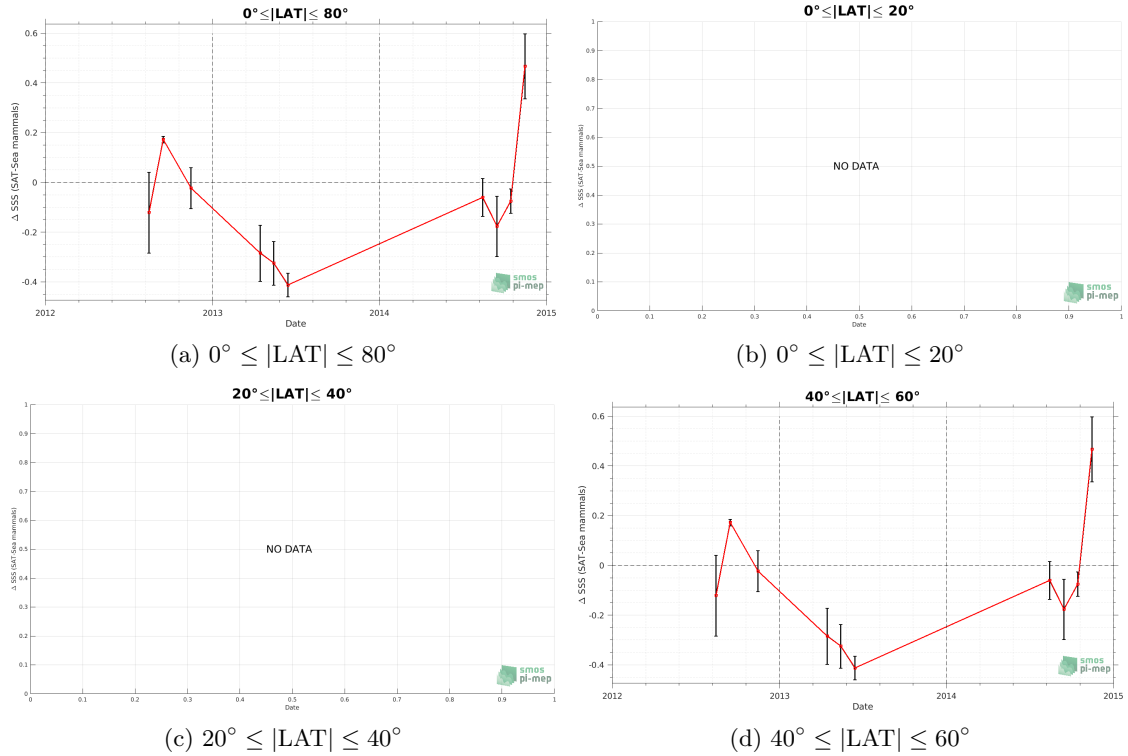 0°≤|LAT|≤ 80°
0.6
0.4
0.2
0
-0.2
-0.4
Δ SSS (SAT-Sea mammals)
2012
2013
2014
2015
Date
smos
pi-mep
(a) 0° ≤ |LAT| ≤ 80°
0°≤|LAT|≤ 20°
1
0.9
0.8
0.7
0.6
0.5
0.4
0.3
0.2
0.1
0
Δ SSS (SAT-Sea mammals)
NO DATA
0
0.1
0.2
0.3
0.4
0.5
0.6
0.7
0.8
0.9
1
Date
smos
pi-mep
(b) 0° ≤ |LAT| ≤ 20°
20°≤|LAT|≤ 40°
1
0.9
0.8
0.7
0.6
0.5
0.4
0.3
0.2
0.1
0
Δ SSS (SAT-Sea mammals)
NO DATA
0
0.1
0.2
0.3
0.4
0.5
0.6
0.7
0.8
0.9
1
Date
smos
pi-mep
(c) 20° ≤ |LAT| ≤ 40°
40°≤|LAT|≤ 60°
0.6
0.4
0.2
0
-0.2
-0.4
Δ SSS (SAT-Sea mammals)
2012
2013
2014
2015
Date
smos
pi-mep
(d) 40° ≤ |LAT| ≤ 60°